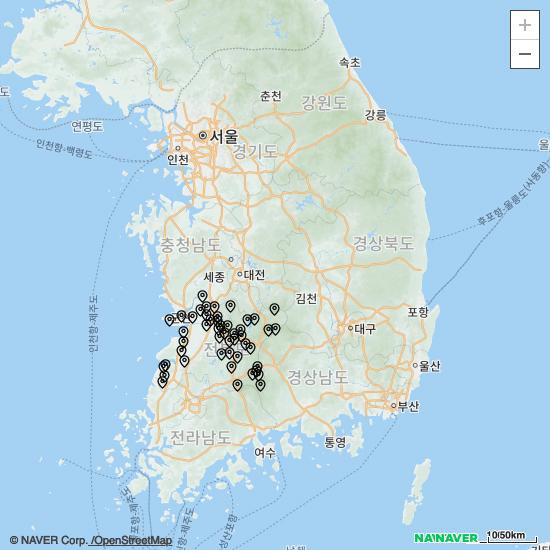 +
−
속초
도
춘천
강원도
강릉
연평도
서울
울
인천항-백령도
인천
경기도
후포항-울릉도(사동항)
충청남도
경상북도
세종
대전
김천
인천항-제주도
포항
대구
전
울산
경상남도
부산
전라남도
여수
통영
© NAVER Corp. /OpenStreetMap
NAVER
10/50km